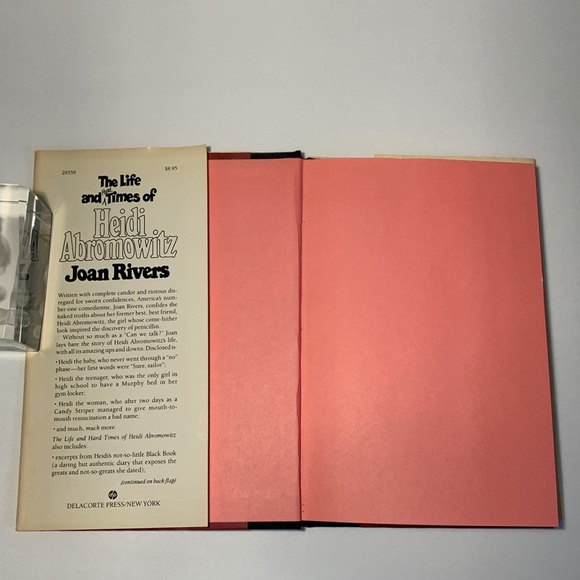 28550 $8.95
The Life
and Hard Times of
Heidi
Abromowitz
Joan Rivers
Written with complete candor and riotous dis-
regard for sworn confidences, America's num-
ber-one comedienne, Joan Rivers, confides the
naked truths about her former best, best friend,
Heidi Abromowitz, the girl whose come-hither
look inspired the discovery of penicillin.
Without so much as a "Can we talk?" Joan
lays bare the story of Heidi Abromowitz's life,
with all its amazing ups and downs. Disclosed is:
• Heidi the baby, who never went through a "no"
phase—her first words were "Sure, sailor";
• Heidi the teenager, who was the only girl in
high school to have a Murphy bed in her
gym locker;
• Heidi the woman, who after two days as a
Candy Striper managed to give mouth-to-
mouth resuscitation a bad name;
• and much, much more.
The Life and Hard Times of Heidi Abromowitz
also includes:
• excerpts from Heidi's not-so-little Black Book
(a daring but authentic diary that exposes the
greats and not-so-greats she dated);
(continued on back flap)
DELACORTE PRESS/NEW YORK